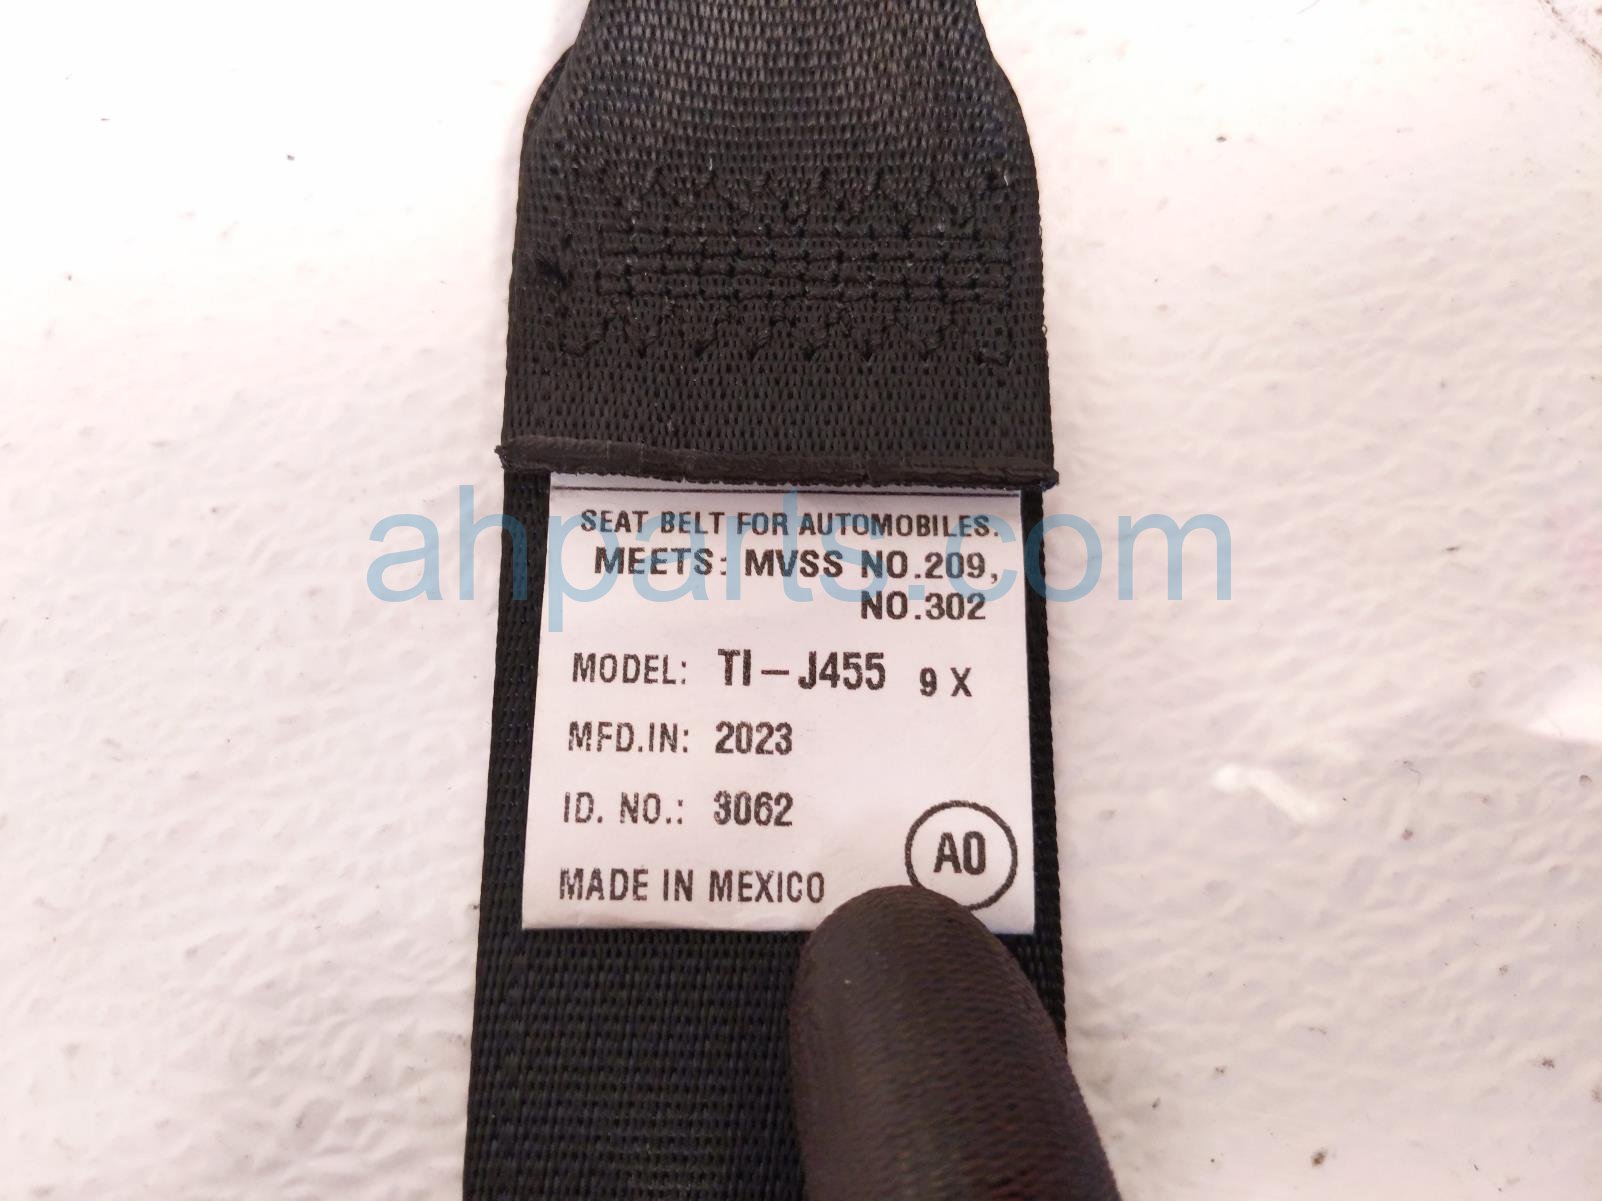 SEAT BELT FOR AUTOMOBILES.
MEETS: MVSS NO.209,
NO.302
MODEL: TI-J455 9 X
MFD.IN: 2023
ID. NO.: 3062
A0
MADE IN MEXICO
ahparts.com